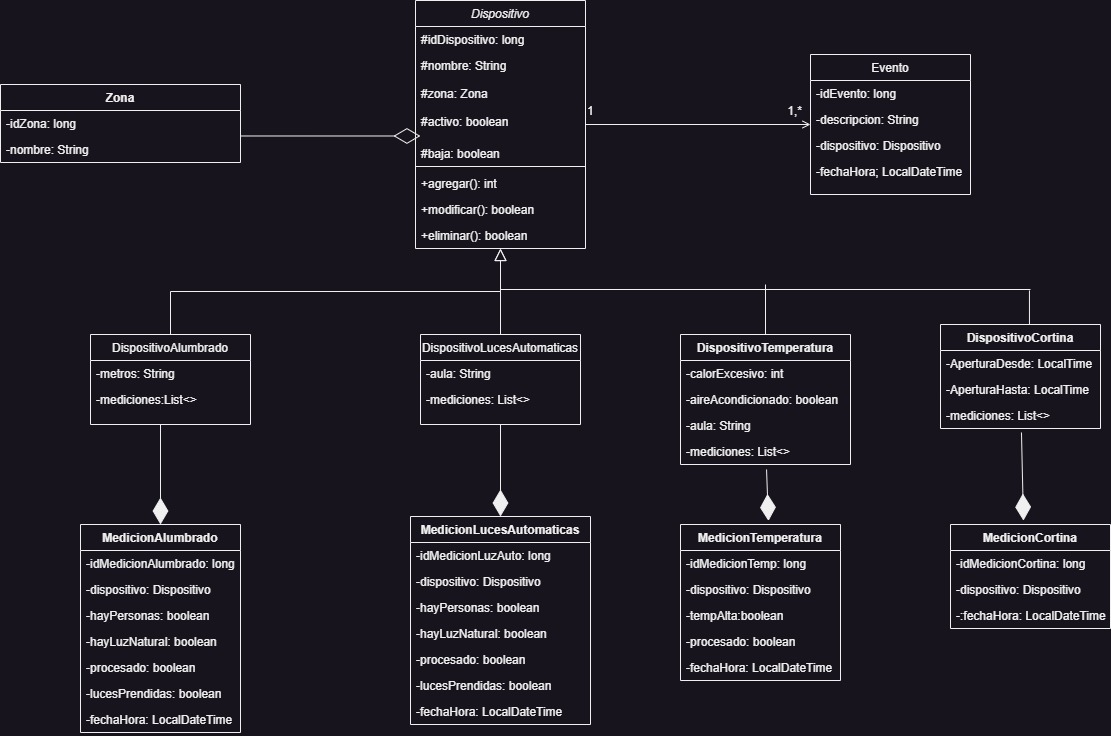 Dispositivo
#idDispositivo: long
#nombre: String
#zona: Zona
#activo: boolean
#baja: boolean
+agregar(): int
+modificar(): boolean
+eliminar(): boolean
Zona
-idZona: long
-nombre: String
1
1,*
Evento
-idEvento: long
-descripcion: String
-dispositivo: Dispositivo
-fechaHora; LocalDateTime
DispositivoAlumbrado
-metros: String
-mediciones:List<>
DispositivoLucesAutomaticas
-aula: String
-mediciones: List<>
DispositivoTemperatura
-calorExcesivo: int
-aireAcondicionado: boolean
-aula: String
-mediciones: List<>
DispositivoCortina
-AperturaDesde: LocalTime
-AperturaHasta: LocalTime
-mediciones: List<>
MedicionAlumbrado
-idMedicionAlumbrado: long
-dispositivo: Dispositivo
-hayPersonas: boolean
-hayLuzNatural: boolean
-procesado: boolean
-lucesPrendidas: boolean
-fechaHora: LocalDateTime
MedicionLucesAutomaticas
-idMedicionLuzAuto: long
-dispositivo: Dispositivo
-hayPersonas: boolean
-hayLuzNatural: boolean
-procesado: boolean
-lucesPrendidas: boolean
-fechaHora: LocalDateTime
MedicionTemperatura
-idMedicionTemp: long
-dispositivo: Dispositivo
-tempAlta:boolean
-procesado: boolean
-fechaHora: LocalDateTime
MedicionCortina
-idMedicionCortina: long
-dispositivo: Dispositivo
-:fechaHora: LocalDateTime